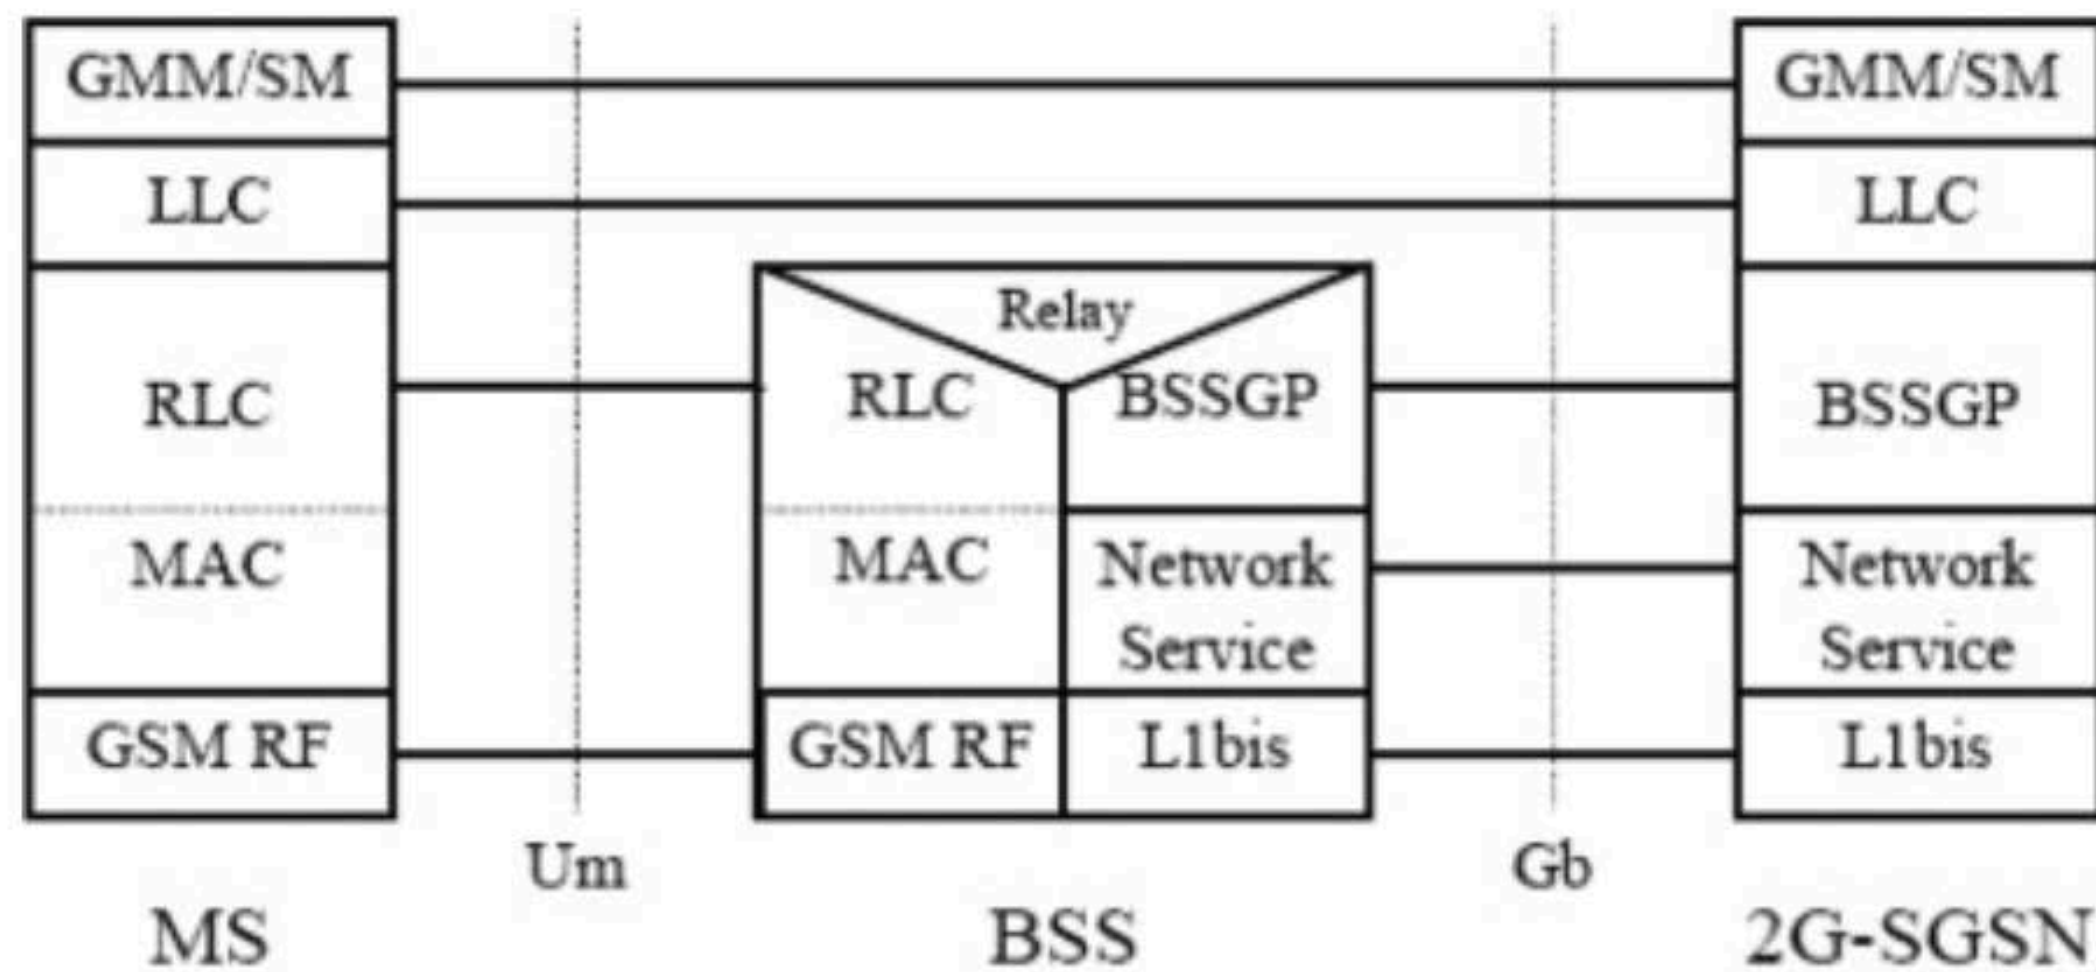 GMM/SM
LLC
RLC
MAC
GSM RF
MS
Um
Relay
RLC
BSSGP
MAC
Network
Service
GSM RF
L1bis
BSS
Gb
GMM/SM
LLC
BSSGP
Network
Service
L1bis
2G-SGSN